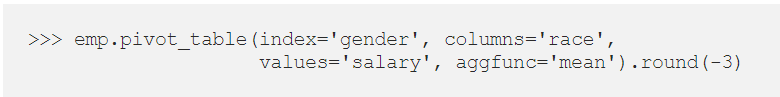 >>> emp.pivot_table(index='gender', columns='race',
                    values='salary', aggfunc='mean').round(-3)